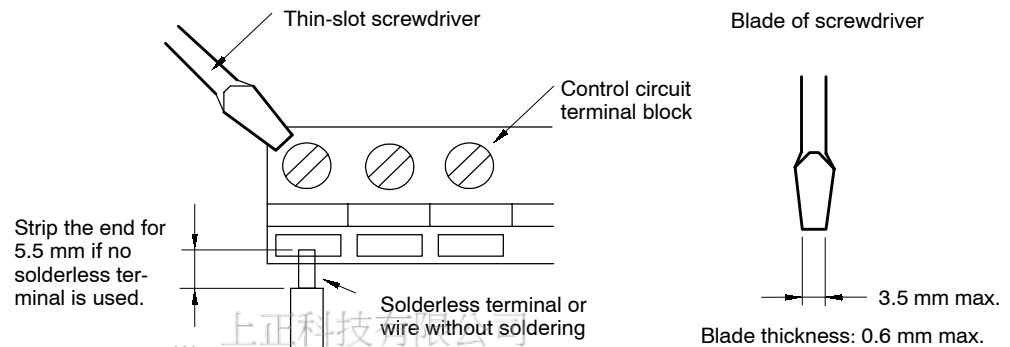 Thin-slot screwdriver
Blade of screwdriver
Control circuit
terminal block
Strip the end for
5.5 mm if no
solderless ter-
minal is used.
Solderless terminal or
wire without soldering
上正科技有限公司
3.5 mm max.
Blade thickness: 0.6 mm max.